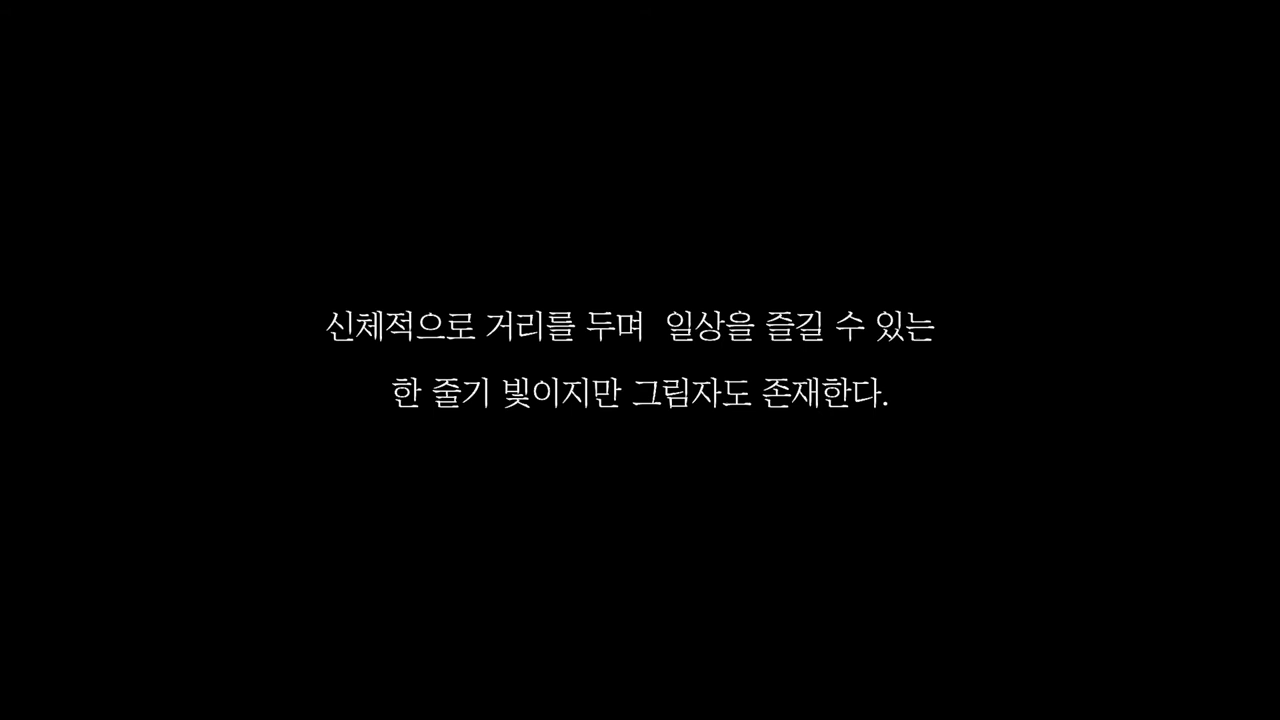 신체적으로 거리를 두며  일상을 즐길 수 있는
한 줄기 빛이지만 그림자도 존재한다.